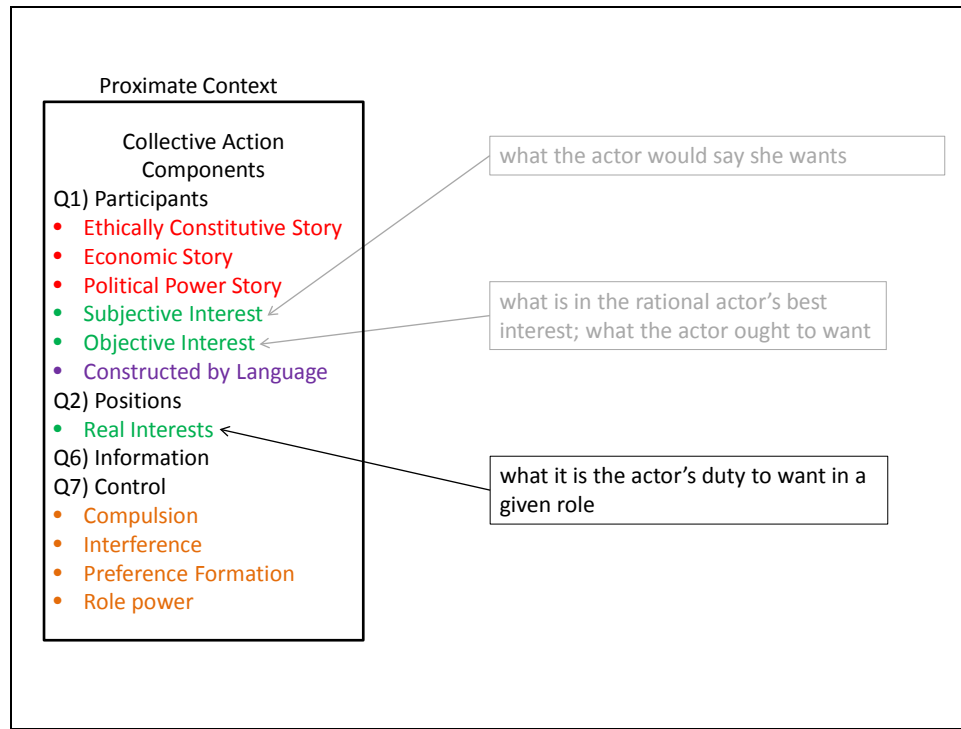 Proximate Context
Collective Action
Components
Q1) Participants
• Ethically Constitutive Story
• Economic Story
• Political Power Story
• Subjective Interest
• Objective Interest
• Constructed by Language
Q2) Positions
• Real Interests
Q6) Information
Q7) Control
• Compulsion
• Interference
• Preference Formation
• Role power
what the actor would say she wants
what is in the rational actor’s best
interest; what the actor ought to want
what it is the actor’s duty to want in a
given role